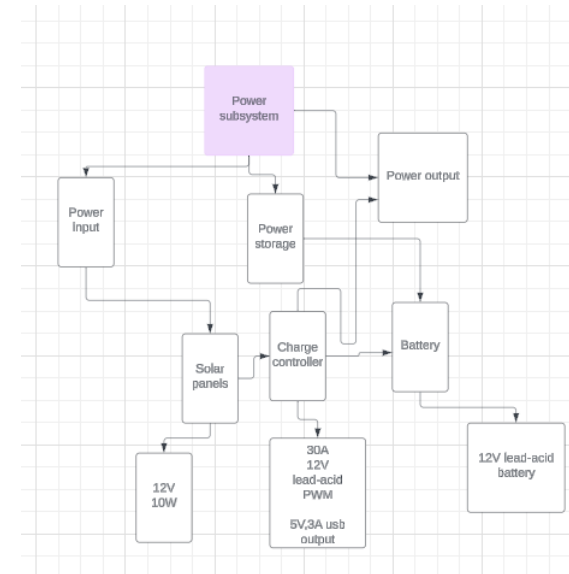 Power
subsystem
Power output
Power
input
Power
storage
Charge
controller
Battery
Solar
panels
30A
12V
lead-acid
PWM
5V,3A usb
output
12V lead-acid
battery
12V
10W